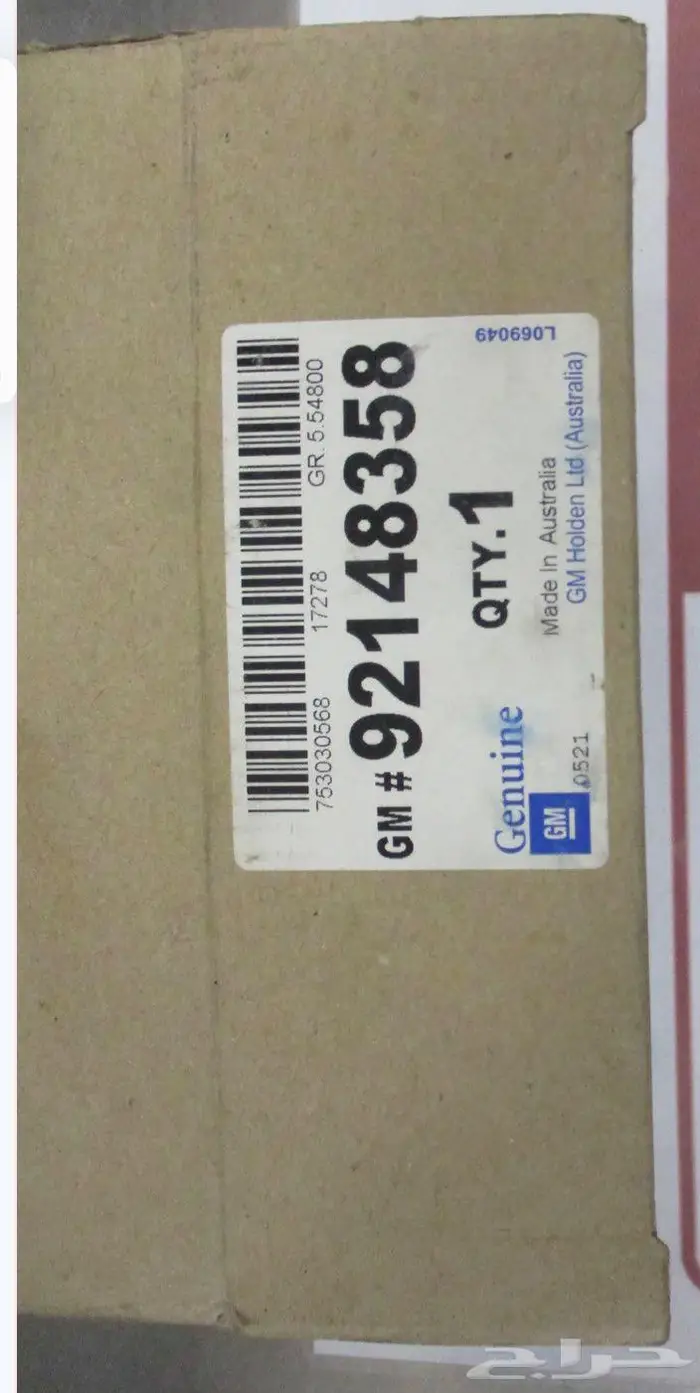 753030568 17278 GR. 5.54800
GM # 92148358
QTY.1
L069049
Genuine
GM
Made In Australia
GM Holden Ltd (Australia)
0521
حراج